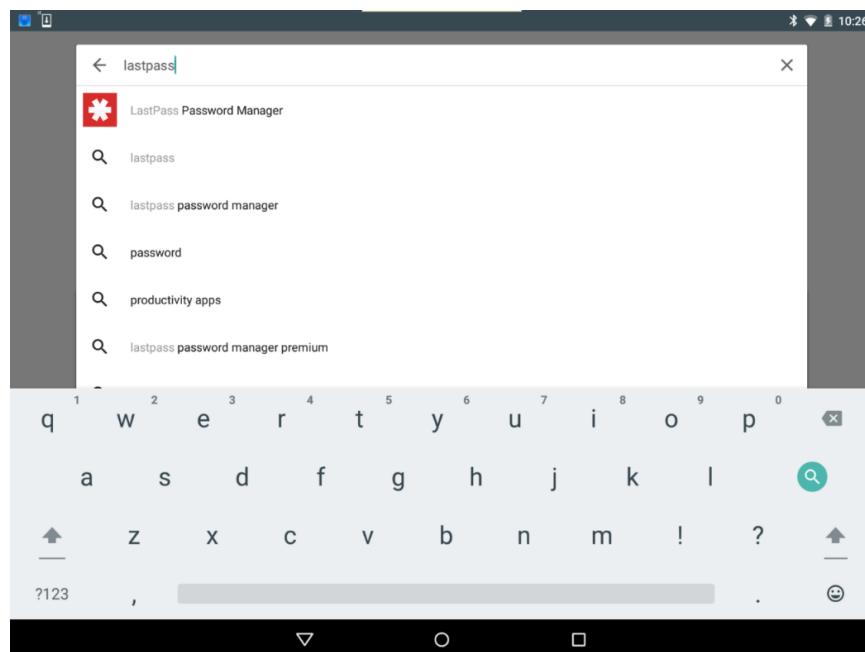 10:26
lastpass
LastPass Password Manager
lastpass
lastpass password manager
password
productivity apps
lastpass password manager premium
1 2 3 4 5 6 7 8 9 0
q w e r t y u i o p
a s d f g h j k l
z x c v b n m ! ?
?123 , .